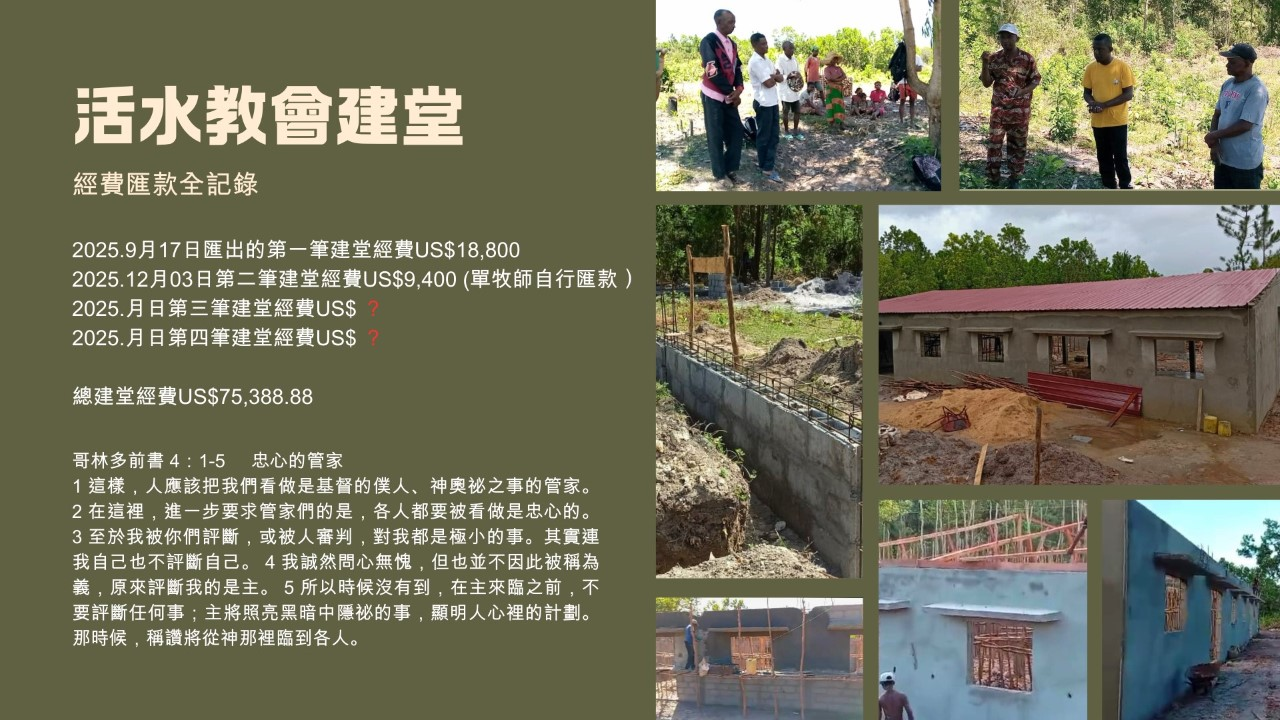 活水教會建堂
經費匯款全記錄
2025.9月17日匯出的第一筆建堂經費US$18,800
2025.12月03日第二筆建堂經費US$9,400 (單牧師自行匯款 )
2025.月日第三筆建堂經費US$ ?
2025.月日第四筆建堂經費US$ ?
總建堂經費US$75,388.88
哥林多前書 4：1-5 忠心的管家
1 這樣，人應該把我們看做是基督的僕人、神奧祕之事的管家。
2 在這裡，進一步要求管家們的是，各人都要被看做是忠心的。
3 至於我被你們評斷，或被人審判，對我都是極小的事。其實連
我自己也不評斷自己。 4 我誠然問心無愧，但也並不因此被稱為
義，原來評斷我的是主。 5 所以時候沒有到，在主來臨之前，不
要評斷任何事；主將照亮黑暗中隱祕的事，顯明人心裡的計劃。
那時候，稱讚將從神那裡臨到各人。